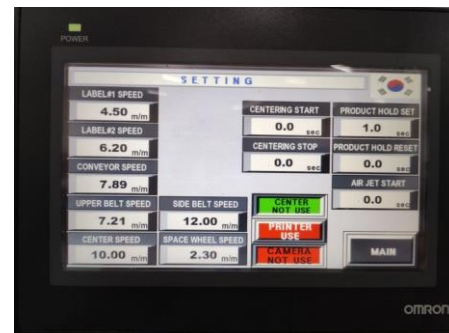 POWER
SETTING
LABEL#1 SPEED
4.50 m/m
LABEL#2 SPEED
6.20 m/m
CONVEYOR SPEED
7.89 m/m
UPPER BELT SPEED
7.21 m/m
CENTER SPEED
10.00 m/m
SIDE BELT SPEED
12.00 m/m
SPACE WHEEL SPEED
2.30 m/m
CENTERING START
0.0 sec
CENTERING STOP
0.0 sec
CENTER
NOT USE
PRINTER
USE
CAMERA
NOT USE
PRODUCT HOLD SET
1.0 sec
PRODUCT HOLD RESET
0.0 sec
AIR JET START
0.0 sec
MAIN
OMRON